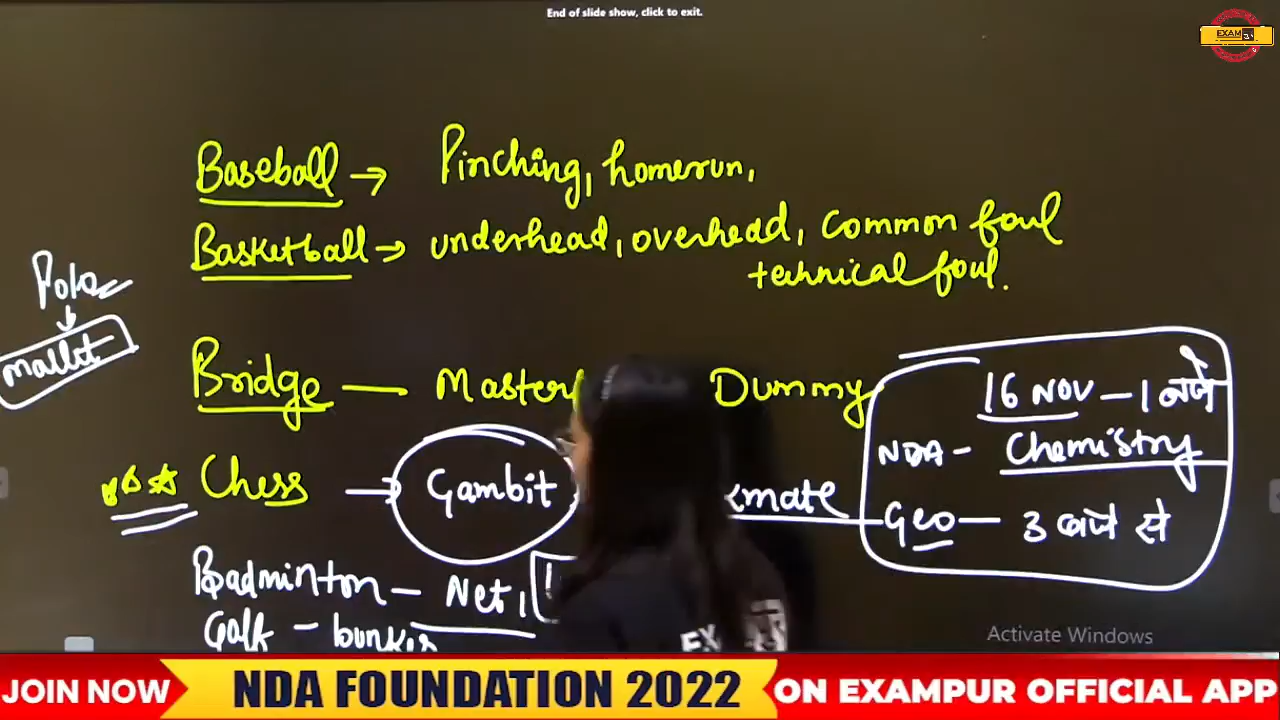 End of slide show, click to exit.
EXAM
Baseball → Pinching, homerun,
Basketball → underhead, overhead, common foul
technical foul.
Polo
↓
mallet
Bridge — Dummy
16 NOV – 1 बजे
NDA – Chemistry
Geo – 3 बजे से
Chess → Gambit
Badminton – Net,
Golf – bunker
Activate Windows
EX
JOIN NOW
NDA FOUNDATION 2022
ON EXAMPUR OFFICIAL APP